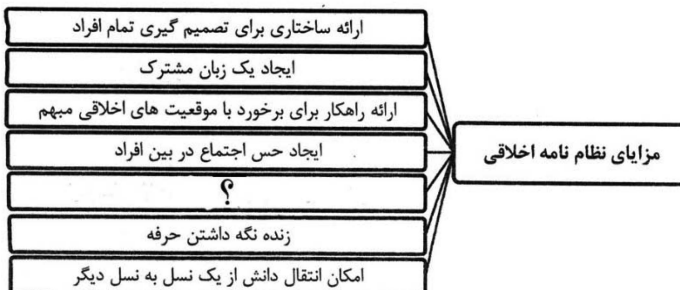 ارائه ساختاری برای تصمیم گیری تمام افراد
ایجاد یک زبان مشترک
ارائه راهکار برای برخورد با موقعیت های اخلاقی مبهم
مزایای نظام نامه اخلاقی
ایجاد حس اجتماع در بین افراد
؟
زنده نگه داشتن حرفه
امکان انتقال دانش از یک نسل به نسل دیگر